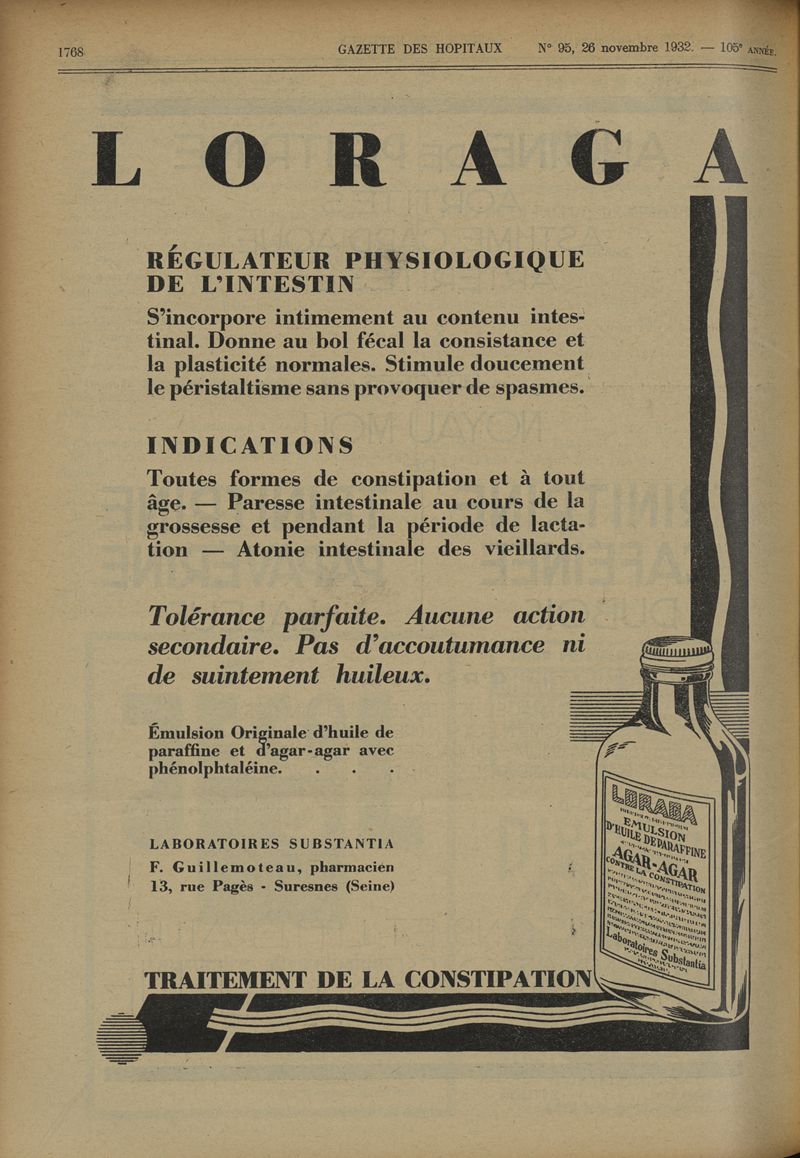 1768
GAZETTE DES HOPITAUX N° 95, 26 novembre 1932. — 105e ANNÉE.
LORAGA
RÉGULATEUR PHYSIOLOGIQUE
DE L'INTESTIN
S'incorpore intimement au contenu intes-
tinal. Donne au bol fécal la consistance et
la plasticité normales. Stimule doucement
le péristaltisme sans provoquer de spasmes.
INDICATIONS
Toutes formes de constipation et à tout
âge. — Paresse intestinale au cours de la
grossesse et pendant la période de lacta-
tion — Atonie intestinale des vieillards.
Tolérance parfaite. Aucune action
secondaire. Pas d'accoutumance ni
de suintement huileux.
Émulsion Originale d'huile de
paraffine et d'agar-agar avec
phénolphtaléine. . . .
LABORATOIRES SUBSTANTIA
F. Guillemoteau, pharmacien
13, rue Pagès - Suresnes (Seine)
LORAGA
EMULSION
D'HUILE DE PARAFFINE
AGAR-AGAR
CONTRE LA CONSTIPATION
Laboratoires Substantia
TRAITEMENT DE LA CONSTIPATION